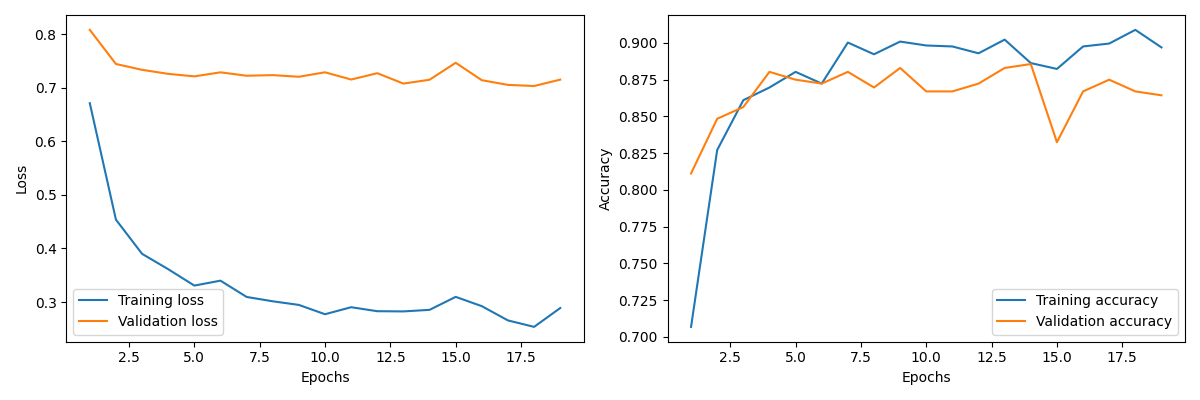 0.8
0.7
0.6
0.5
0.4
0.3
Loss
Training loss
Validation loss
2.5 5.0 7.5 10.0 12.5 15.0 17.5
Epochs
0.900
0.875
0.850
0.825
0.800
0.775
0.750
0.725
0.700
Accuracy
Training accuracy
Validation accuracy
2.5 5.0 7.5 10.0 12.5 15.0 17.5
Epochs